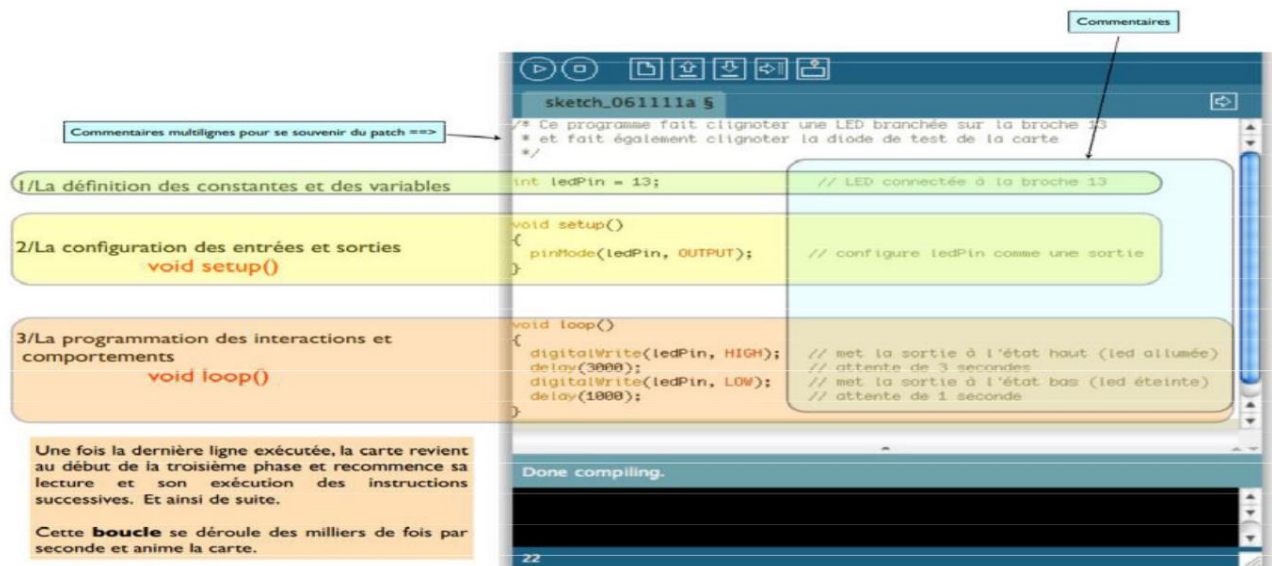 Commentaires
sketch_061111a §
Commentaires multilignes pour se souvenir du patch ==>
/* Ce programme fait clignoter une LED branchée sur la broche 13
* et fait également clignoter la diode de test de la carte
*/
1/La définition des constantes et des variables
int ledPin = 13; // LED connectée à la broche 13
2/La configuration des entrées et sorties
void setup()
void setup()
{
pinMode(ledPin, OUTPUT); // configure ledPin comme une sortie
}
3/La programmation des interactions et
comportements
void loop()
void loop()
{
digitalWrite(ledPin, HIGH); // met la sortie à l'état haut (led allumée)
delay(3000); // attente de 3 secondes
digitalWrite(ledPin, LOW); // met la sortie à l'état bas (led éteinte)
delay(1000); // attente de 1 seconde
}
Une fois la dernière ligne exécutée, la carte revient
au début de la troisième phase et recommence sa
lecture et son exécution des instructions
successives. Et ainsi de suite.
Cette boucle se déroule des milliers de fois par
seconde et anime la carte.
Done compiling.
22